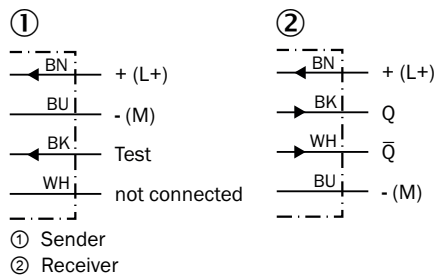 ① ②
BN + (L+)
BU - (M)
BK Test
WH not connected
BN + (L+)
BK Q
WH Q̅
BU - (M)
① Sender
② Receiver